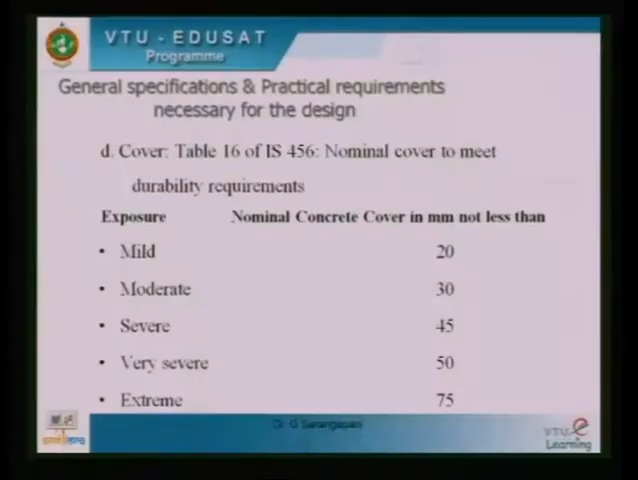 VTU - EDUSAT
Programme
General specifications & Practical requirements
necessary for the design
d. Cover: Table 16 of IS 456: Nominal cover to meet
durability requirements
Exposure Nominal Concrete Cover in mm not less than
• Mild 20
• Moderate 30
• Severe 45
• Very severe 50
• Extreme 75
Dr. G Sarangapani
VTU e
Learning